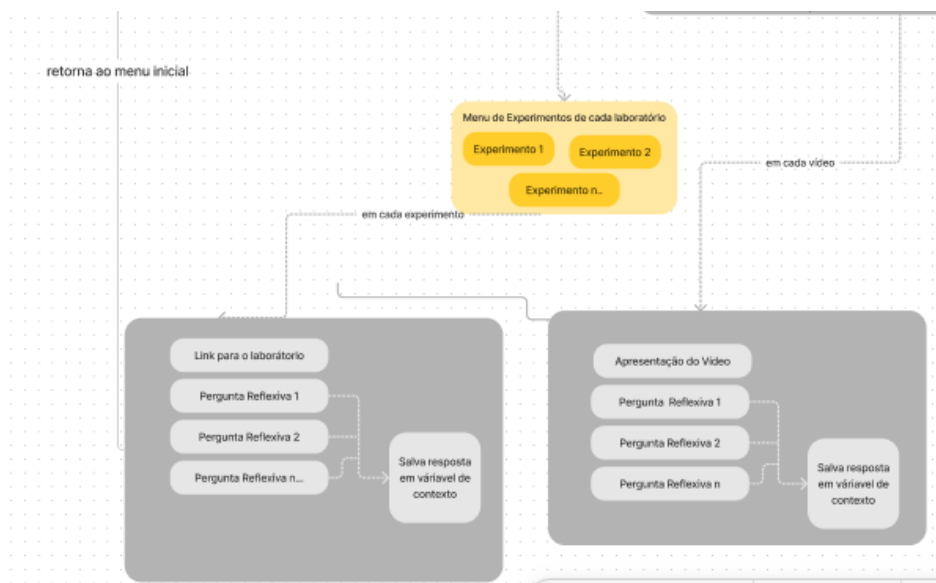 retorna ao menu inicial
Menu de Experimentos de cada laboratório
Experimento 1
Experimento 2
Experimento n..
em cada vídeo
em cada experimento
Link para o laborátorio
Pergunta Reflexiva 1
Pergunta Reflexiva 2
Pergunta Reflexiva n...
Salva resposta
em váriavel de
contexto
Apresentação do Vídeo
Pergunta Reflexiva 1
Pergunta Reflexiva 2
Pergunta Reflexiva n
Salva resposta
em váriavel de
contexto